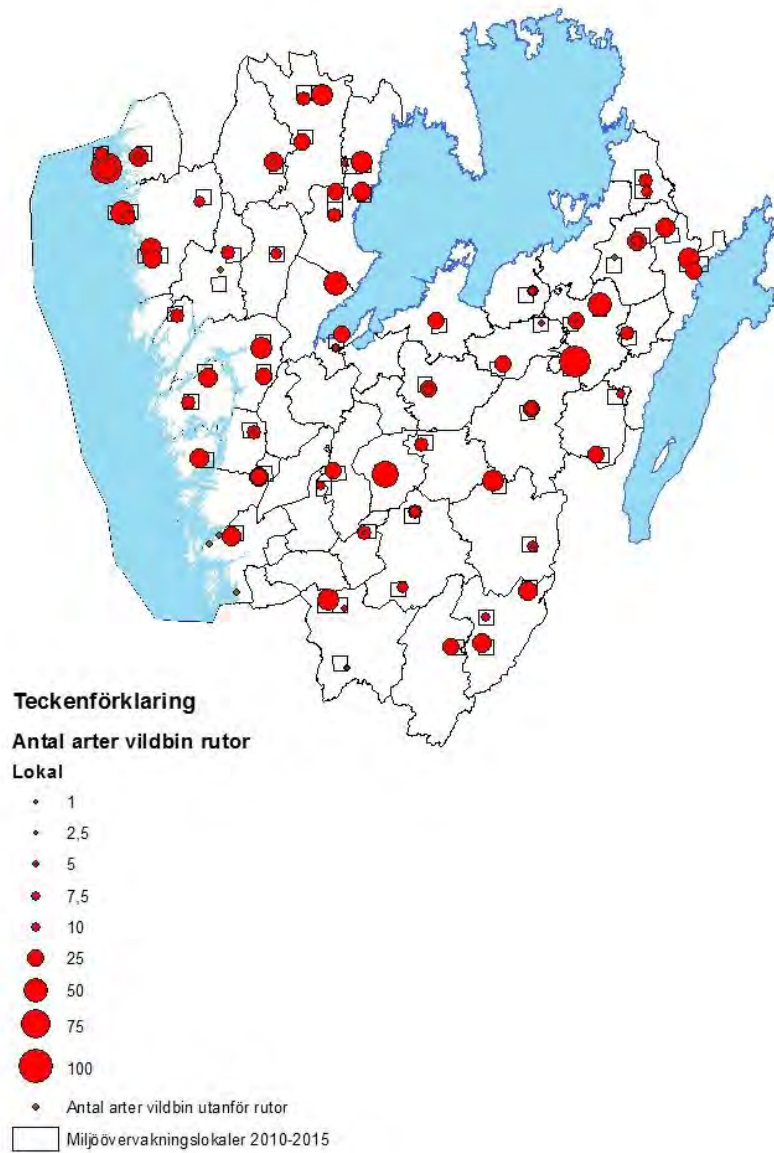 Teckenförklaring
Antal arter vildbin rutor
Lokal
1
2,5
5
7,5
10
25
50
75
100
Antal arter vildbin utanför rutor
Miljöövervakningslokaler 2010-2015